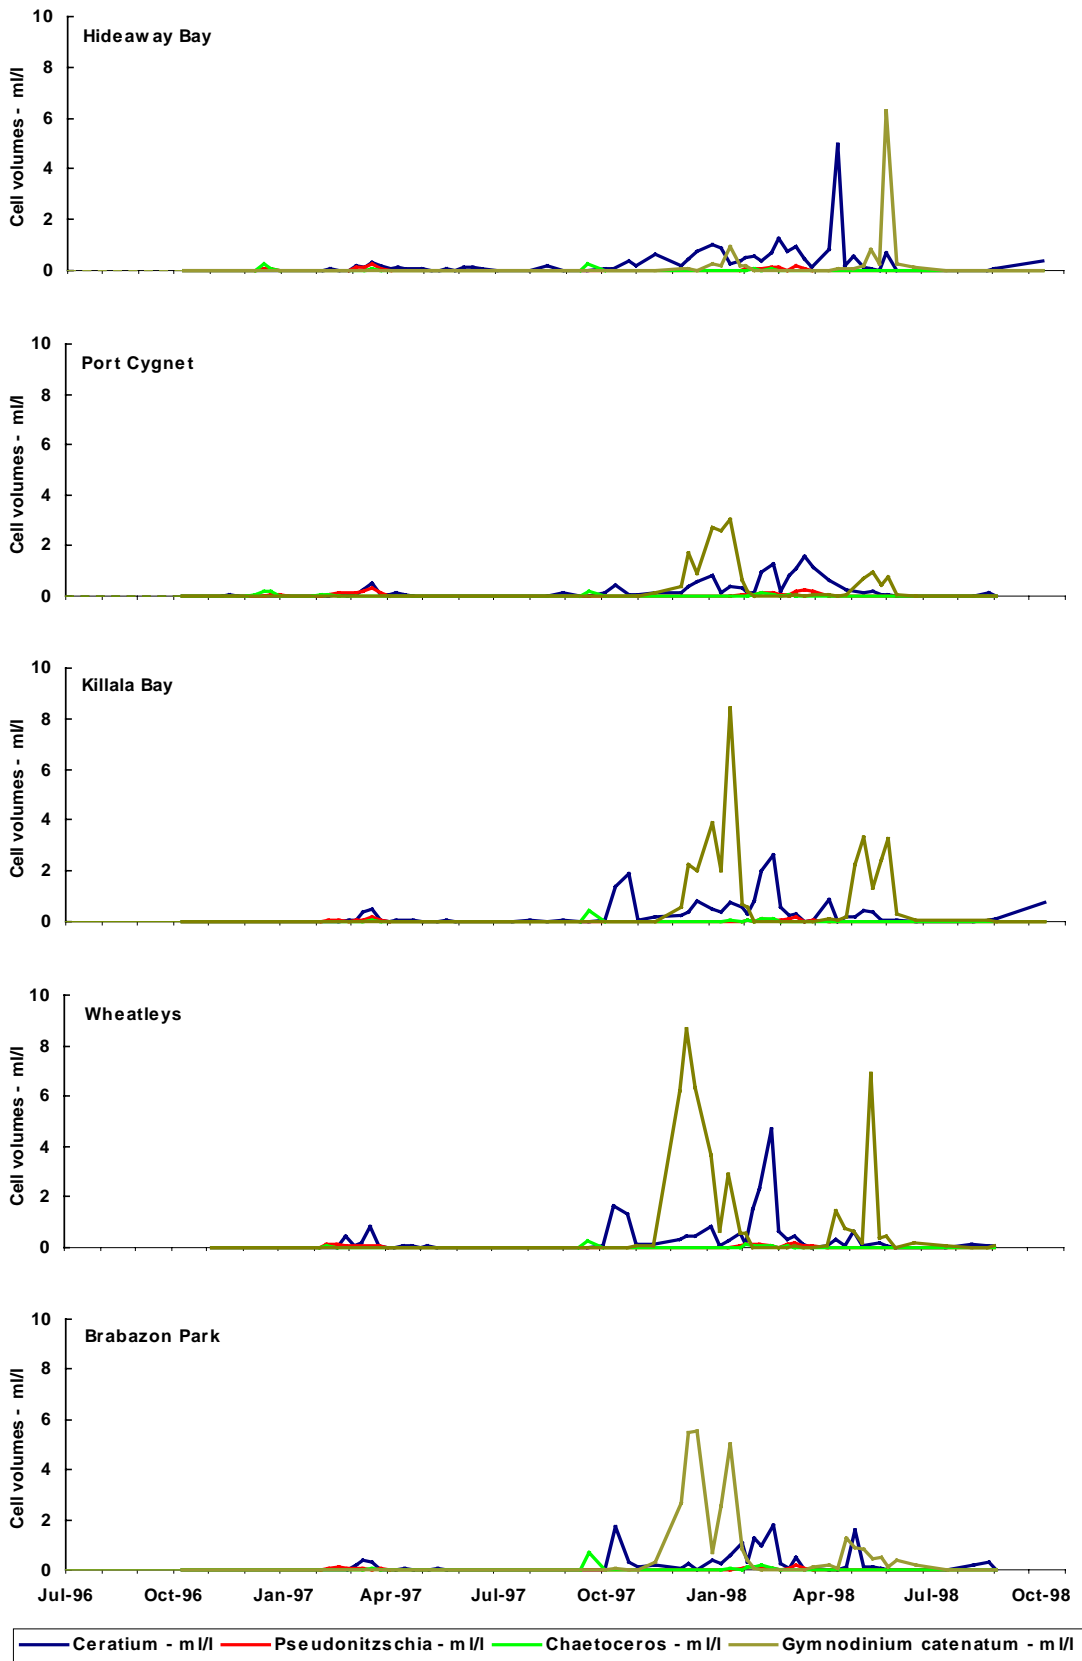 Hideaway Bay
Cell volumes - ml/l
10
8
6
4
2
0
Port Cygnet
Cell volumes - ml/l
10
8
6
4
2
0
Killala Bay
Cell volumes - ml/l
10
8
6
4
2
0
Wheatleys
Cell volumes - ml/l
10
8
6
4
2
0
Brabazon Park
Cell volumes - ml/l
10
8
6
4
2
0
Jul-96 Oct-96 Jan-97 Apr-97 Jul-97 Oct-97 Jan-98 Apr-98 Jul-98 Oct-98
Ceratium - ml/l Pseudonitzschia - ml/l Chaetoceros - ml/l Gymnodinium catenatum - ml/l